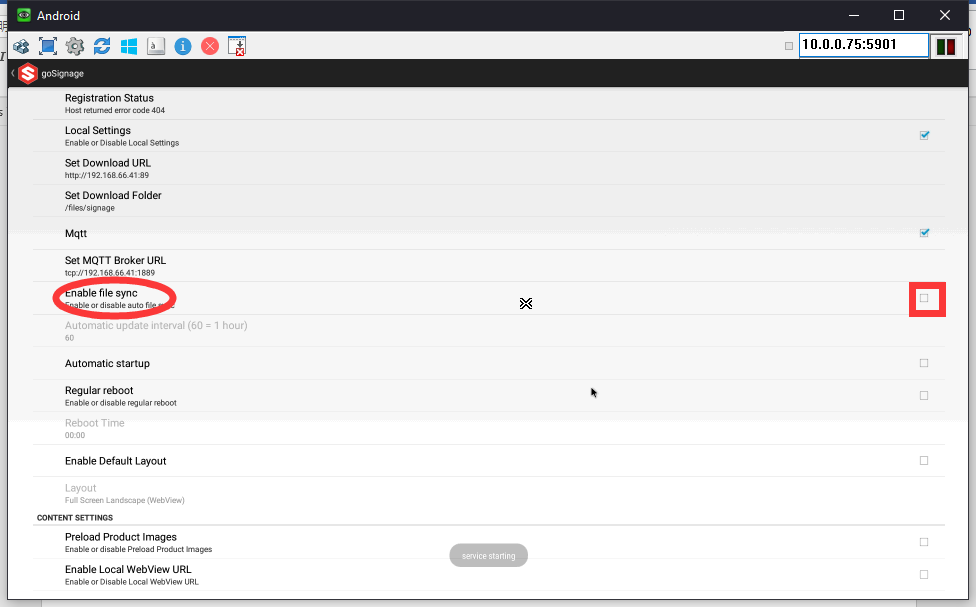 Android
10.0.0.75:5901
goSignage
Registration Status
Host returned error code 404
Local Settings
Enable or Disable Local Settings
Set Download URL
http://192.168.66.41:89
Set Download Folder
/files/signage
Mqtt
Set MQTT Broker URL
tcp://192.168.66.41:1889
Enable file sync
Enable or disable auto file sync
Automatic update interval (60 = 1 hour)
60
Automatic startup
Regular reboot
Enable or disable regular reboot
Reboot Time
00:00
Enable Default Layout
Layout
Full Screen Landscape (WebView)
CONTENT SETTINGS
Preload Product Images
Enable or disable Preload Product Images
service starting
Enable Local WebView URL
Enable or Disable Local WebView URL